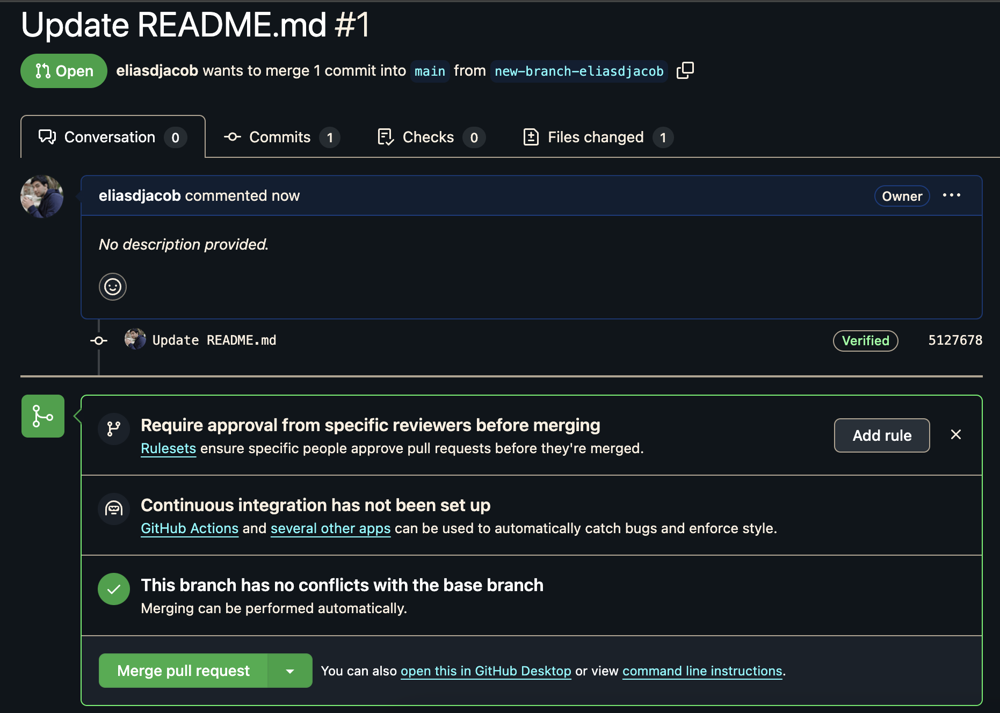 Update README.md #1
Open eliasdjacob wants to merge 1 commit into main from new-branch-eliasdjacob
Conversation 0 Commits 1 Checks 0 Files changed 1
eliasdjacob commented now Owner ...
No description provided.
Update README.md Verified 5127678
Require approval from specific reviewers before merging
Rulesets ensure specific people approve pull requests before they're merged.
Add rule
Continuous integration has not been set up
GitHub Actions and several other apps can be used to automatically catch bugs and enforce style.
This branch has no conflicts with the base branch
Merging can be performed automatically.
Merge pull request You can also open this in GitHub Desktop or view command line instructions.